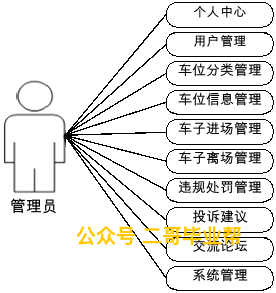 个人中心
用户管理
车位分类管理
车位信息管理
车子进场管理
车子离场管理
违规处罚管理
投诉建议
交流论坛
系统管理
管理员
公众号 二哥毕业帮